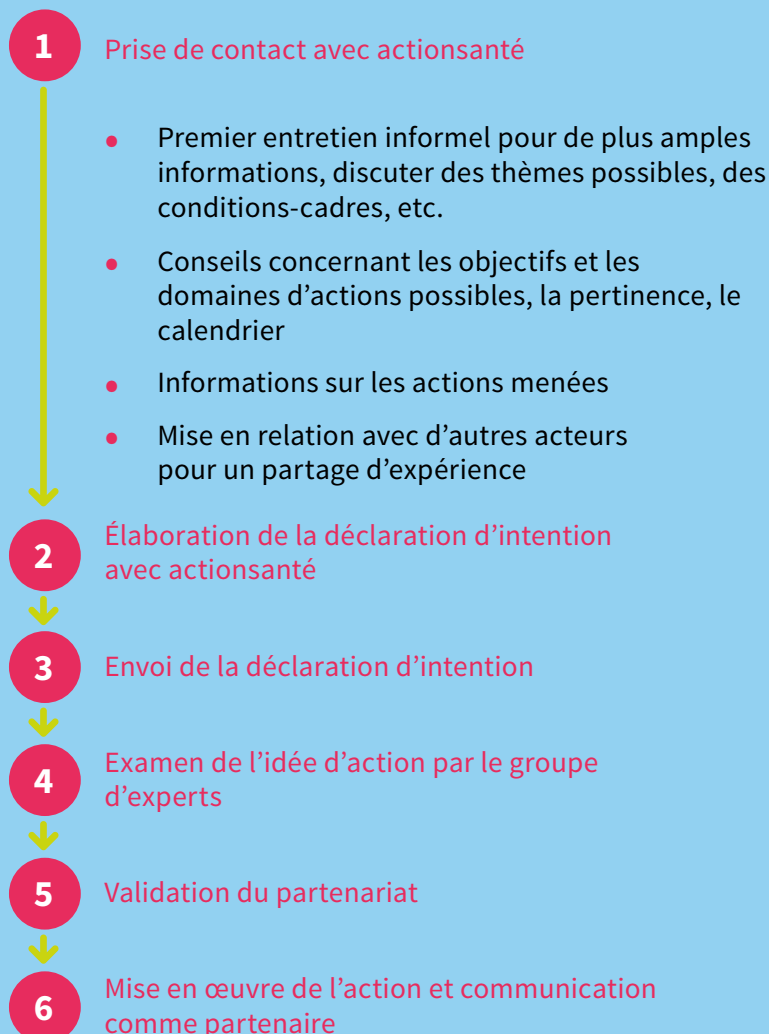 1 Prise de contact avec actionsanté
• Premier entretien informel pour de plus amples
informations, discuter des thèmes possibles, des
conditions-cadres, etc.
• Conseils concernant les objectifs et les
domaines d’actions possibles, la pertinence, le
calendrier
• Informations sur les actions menées
• Mise en relation avec d’autres acteurs
pour un partage d’expérience
2 Élaboration de la déclaration d’intention
avec actionsanté
3 Envoi de la déclaration d’intention
4 Examen de l’idée d’action par le groupe
d’experts
5 Validation du partenariat
6 Mise en œuvre de l’action et communication
comme partenaire